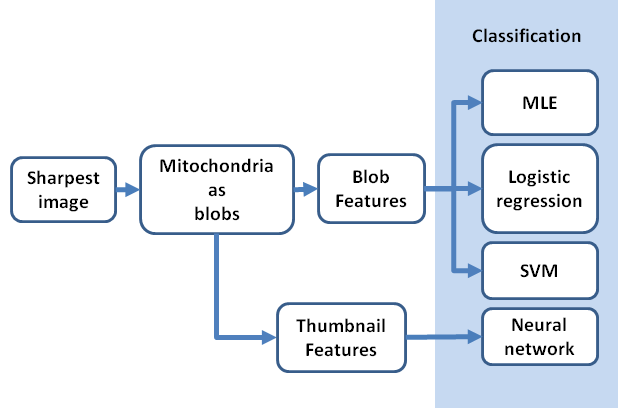 Classification
Sharpest
image
Mitochondria
as
blobs
Blob
Features
MLE
Logistic
regression
SVM
Thumbnail
Features
Neural
network